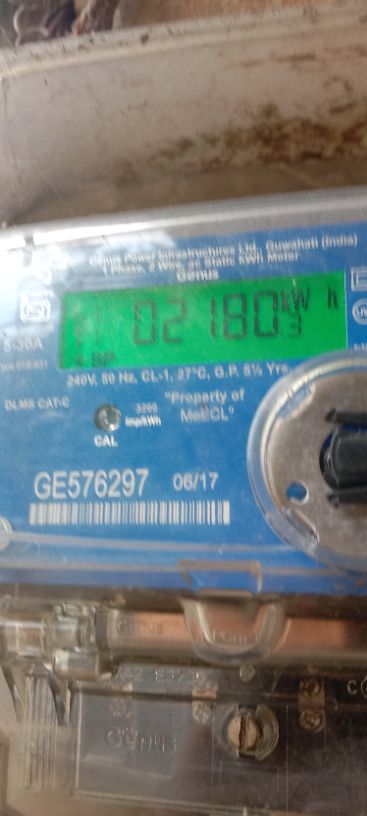 Genus Power Infrastructures Ltd., Guwahati (India)
1 Phase, 2 Wire, ac Static kWh Meter
Genus
02180 kW h
5-30A
240V, 50 Hz, CL-1, 27°C, G.P. 5½ Yrs.
DLMS CAT-C
3200
imp/kWh
"Property of
MeECL"
CAL
GE576297 06/17
Genus